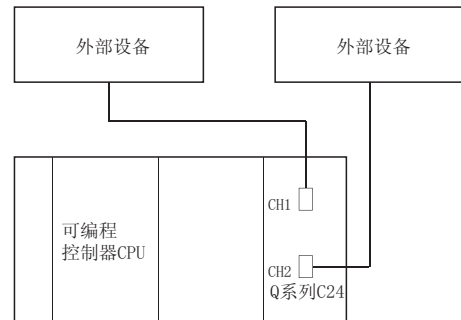 外部设备
外部设备
CH1
可编程
控制器CPU
CH2
Q系列C24